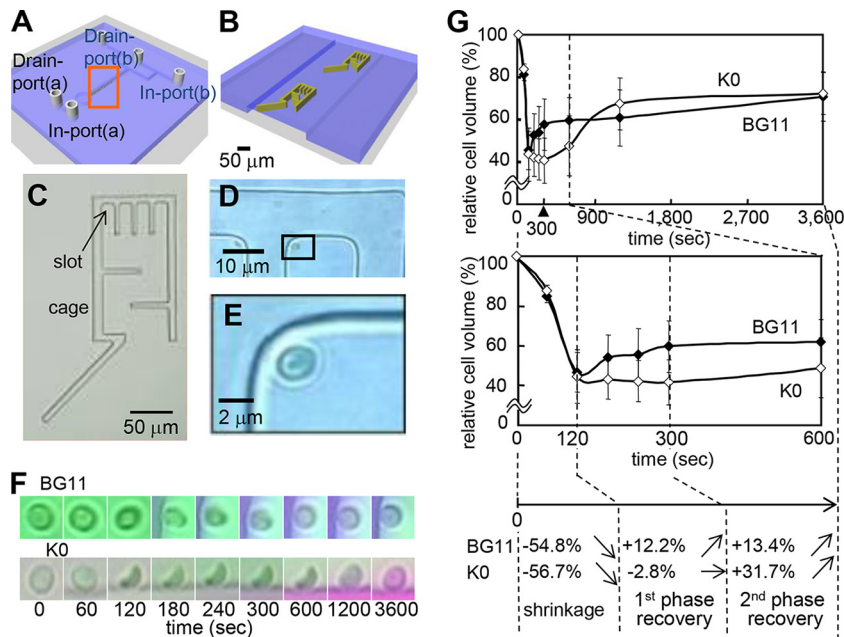 A
Drain-
port(b)
Drain-
port(a)
In-port(b)
In-port(a)
B
50 μm
C
slot
cage
50 μm
D
10 μm
E
2 μm
F
BG11
K0
0 60 120 180 240 300 600 1200 3600
time (sec)
G
relative cell volume (%)
100
80
60
40
0
K0
BG11
0 300 900 1,800 2,700 3,600
time (sec)
relative cell volume (%)
100
80
60
40
0
BG11
K0
0 120 300 600
time (sec)
0
BG11 -54.8% +12.2% +13.4%
K0 -56.7% -2.8% +31.7%
shrinkage 1st phase recovery 2nd phase recovery